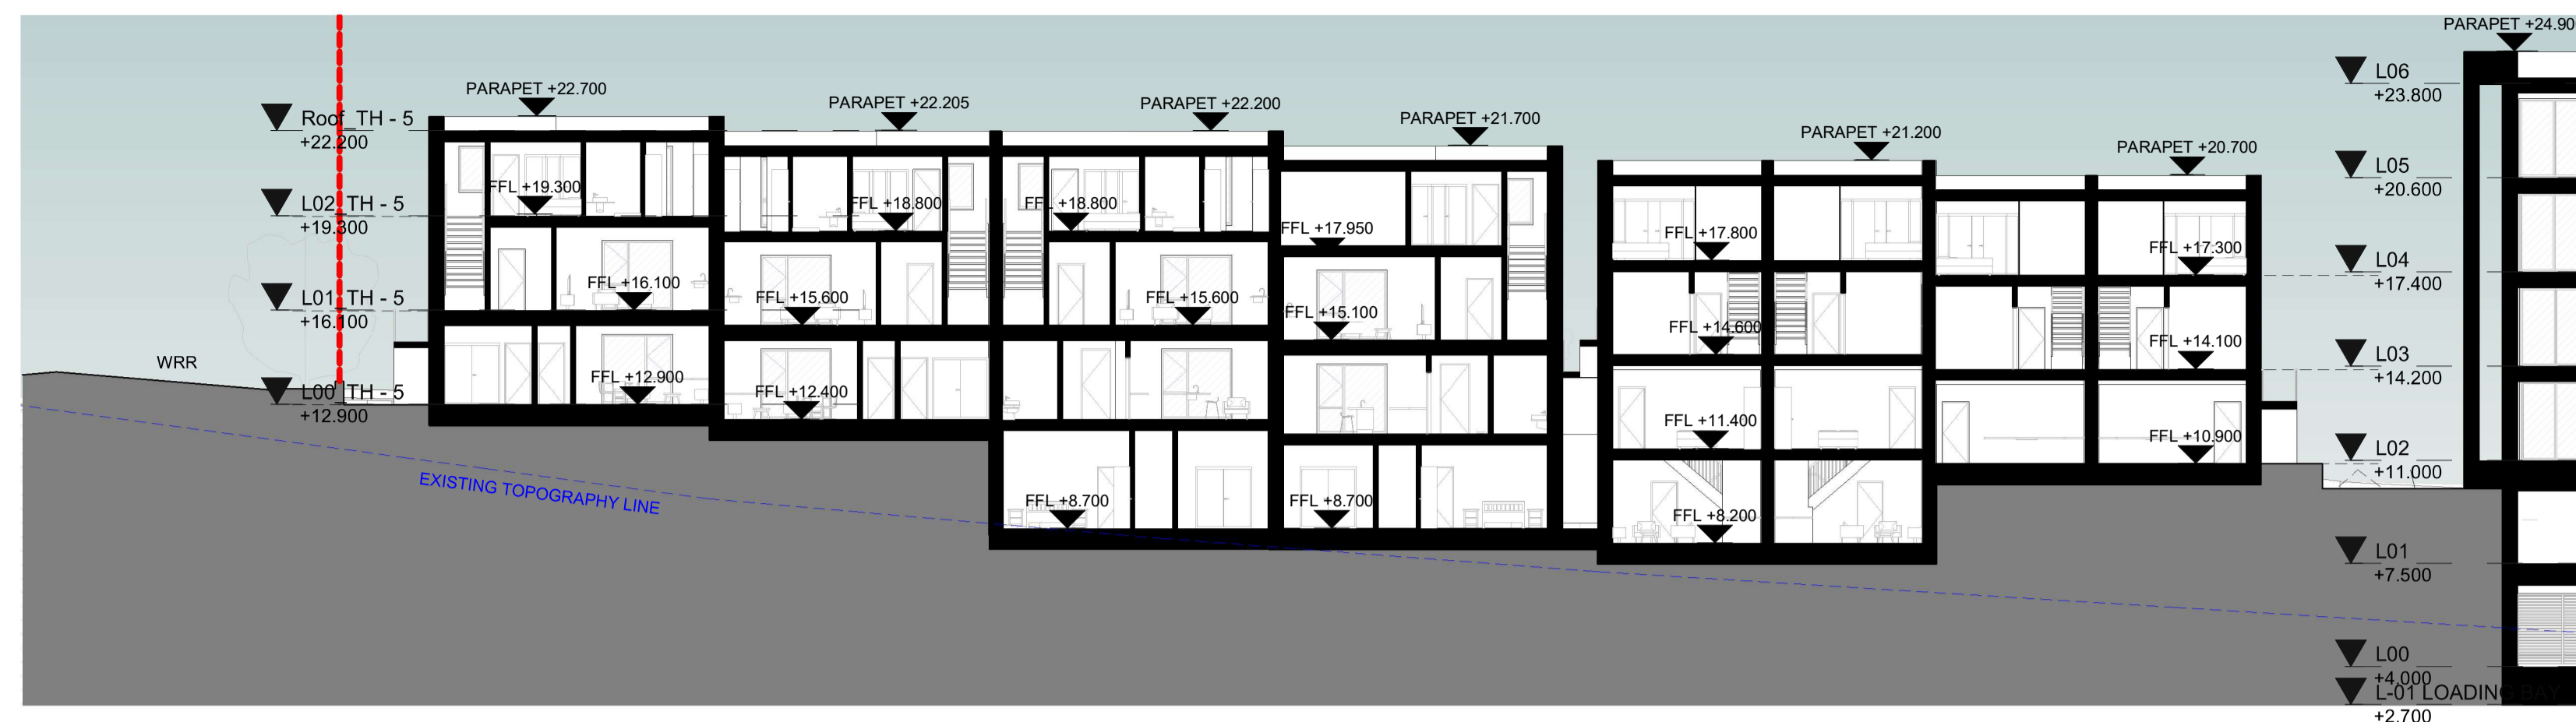 PARAPET +24.90
L06
+23.800
PARAPET +22.700
PARAPET +22.205
PARAPET +22.200
PARAPET +21.700
PARAPET +21.200
PARAPET +20.700
Roof_TH - 5
+22.200
L05
+20.600
FFL +19.300
FFL +18.800
FFL +18.800
FFL +17.950
FFL +17.800
FFL +17.300
L02_TH - 5
+19.300
L04
+17.400
FFL +16.100
FFL +15.600
FFL +15.600
FFL +15.100
FFL +14.600
FFL +14.100
L01_TH - 5
+16.100
L03
+14.200
WRR
FFL +12.900
FFL +12.400
FFL +11.400
FFL +10.900
L00_TH - 5
+12.900
L02
+11.000
EXISTING TOPOGRAPHY LINE
FFL +8.700
FFL +8.700
FFL +8.200
L01
+7.500
L00
+4.000
L-01 LOADING BAY
+2.700